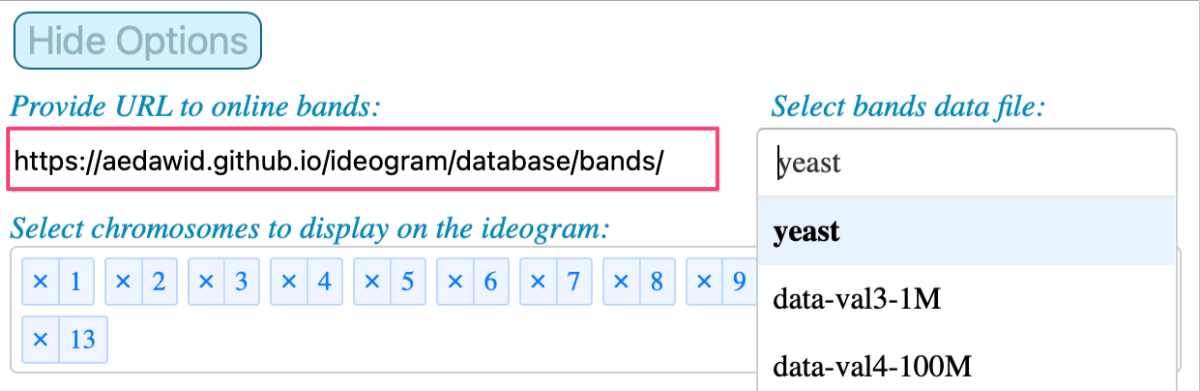 Hide Options
Provide URL to online bands:
Select bands data file:
https://aedawid.github.io/ideogram/database/bands/
yeast
Select chromosomes to display on the ideogram:
yeast
× 1 × 2 × 3 × 4 × 5 × 6 × 7 × 8 × 9
data-val3-1M
× 13
data-val4-100M